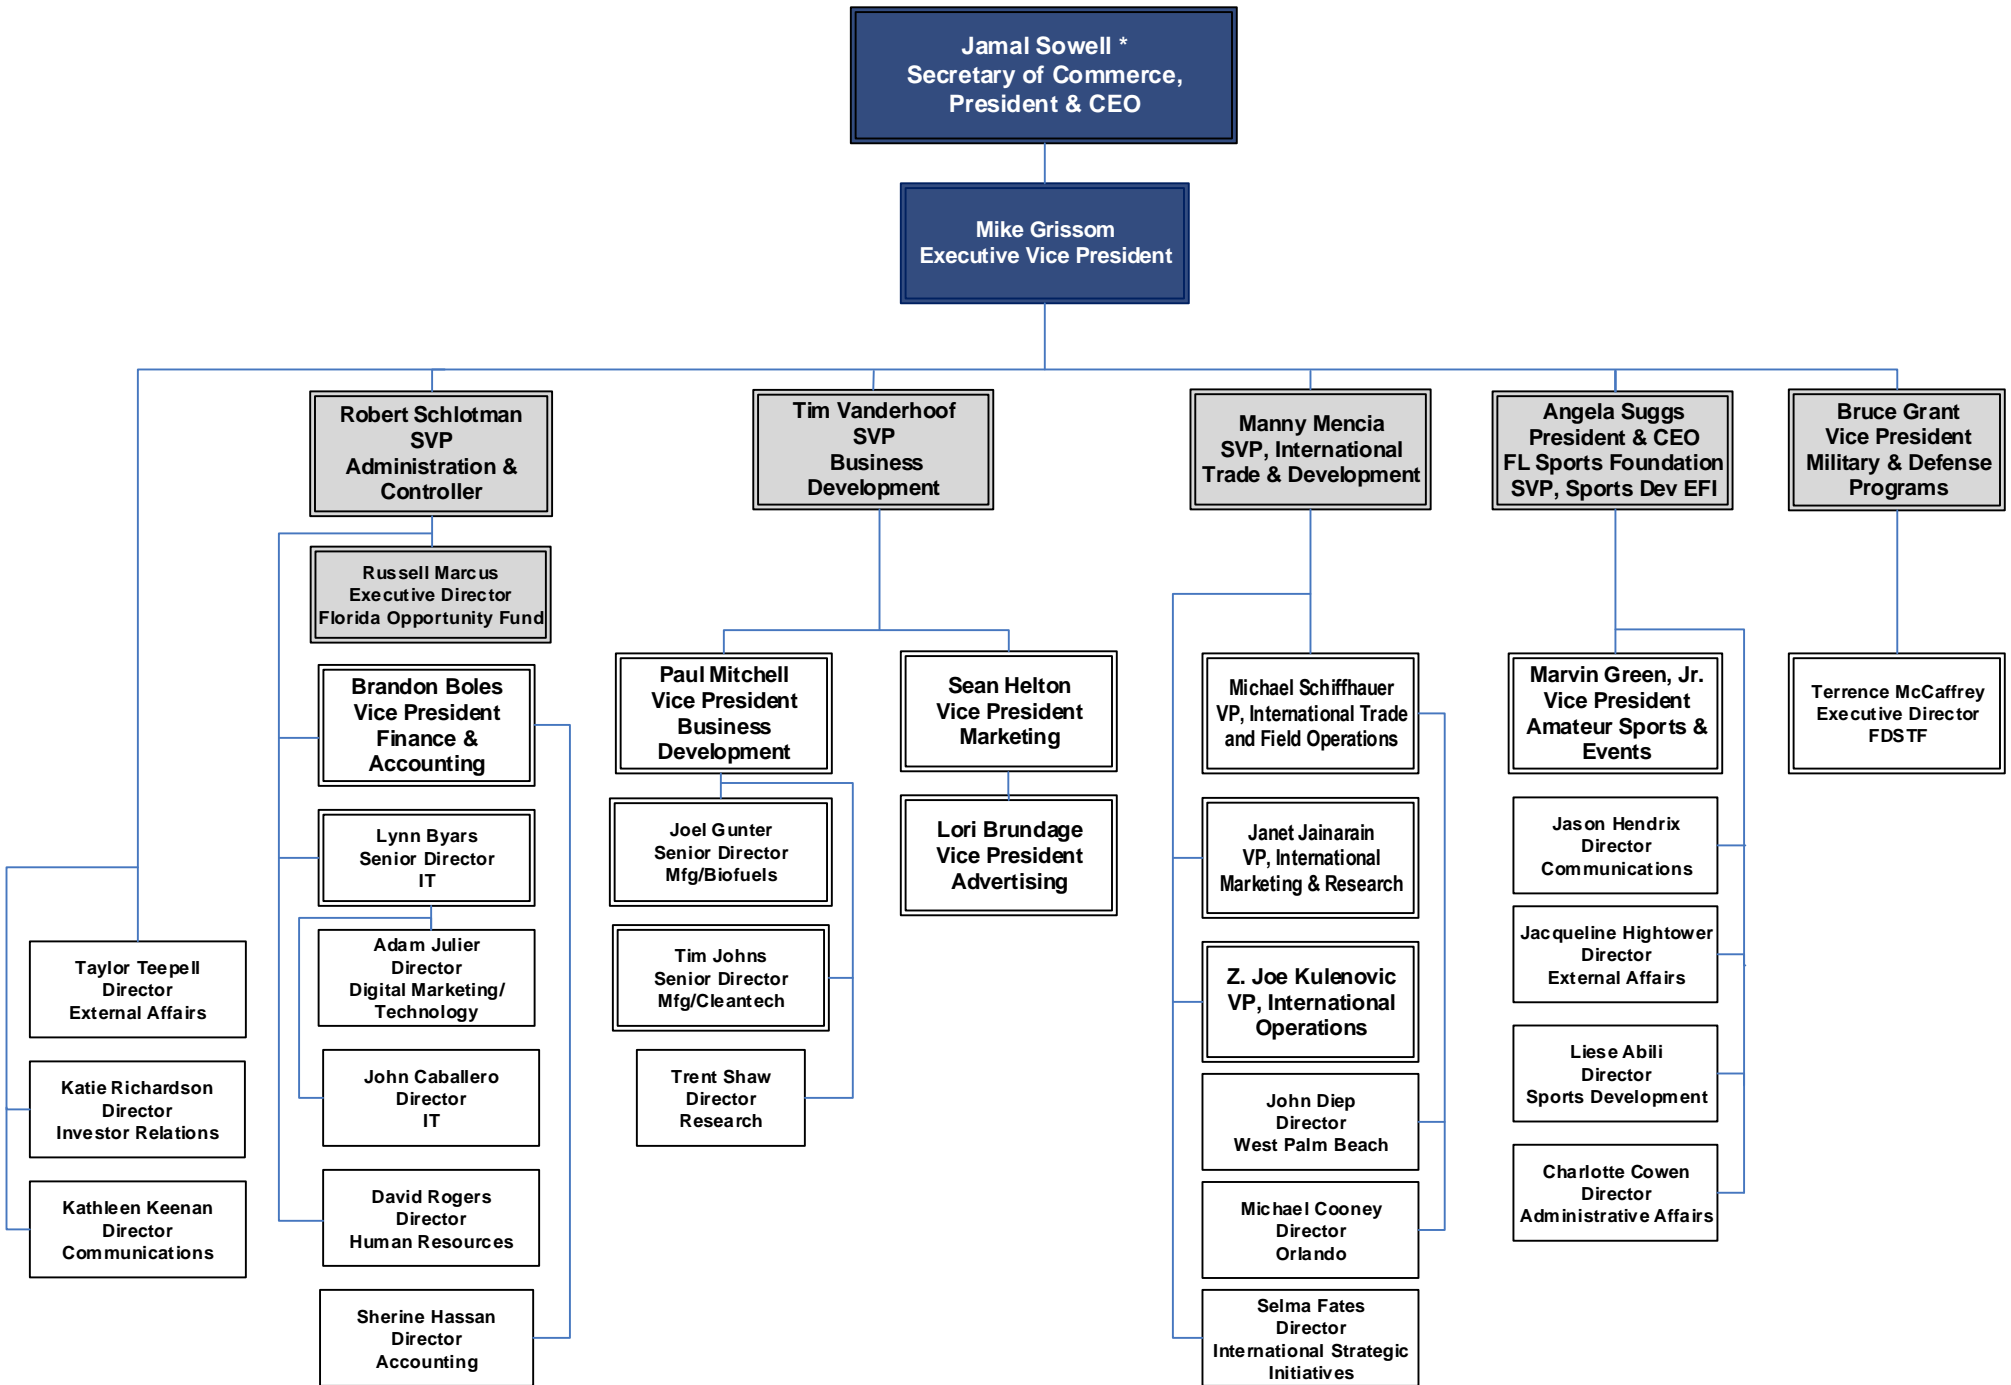 Jamal Sowell *
Secretary of Commerce,
President & CEO
Mike Grissom
Executive Vice President
Robert Schlotman
SVP
Administration &
Controller
Tim Vanderhoof
SVP
Business
Development
Manny Mencia
SVP, International
Trade & Development
Angela Suggs
President & CEO
FL Sports Foundation
SVP, Sports Dev EFI
Bruce Grant
Vice President
Military & Defense
Programs
Russell Marcus
Executive Director
Florida Opportunity Fund
Brandon Boles
Vice President
Finance &
Accounting
Lynn Byars
Senior Director
IT
Adam Julier
Director
Digital Marketing/
Technology
John Caballero
Director
IT
David Rogers
Director
Human Resources
Sherine Hassan
Director
Accounting
Taylor Teepell
Director
External Affairs
Katie Richardson
Director
Investor Relations
Kathleen Keenan
Director
Communications
Paul Mitchell
Vice President
Business
Development
Joel Gunter
Senior Director
Mfg/Biofuels
Tim Johns
Senior Director
Mfg/Cleantech
Trent Shaw
Director
Research
Sean Helton
Vice President
Marketing
Lori Brundage
Vice President
Advertising
Michael Schiffhauer
VP, International Trade
and Field Operations
Janet Jainarain
VP, International
Marketing & Research
Z. Joe Kulenovic
VP, International
Operations
John Diep
Director
West Palm Beach
Michael Cooney
Director
Orlando
Selma Fates
Director
International Strategic
Initiatives
Marvin Green, Jr.
Vice President
Amateur Sports &
Events
Jason Hendrix
Director
Communications
Jacqueline Hightower
Director
External Affairs
Liese Abili
Director
Sports Development
Charlotte Cowen
Director
Administrative Affairs
Terrence McCaffrey
Executive Director
FDSTF